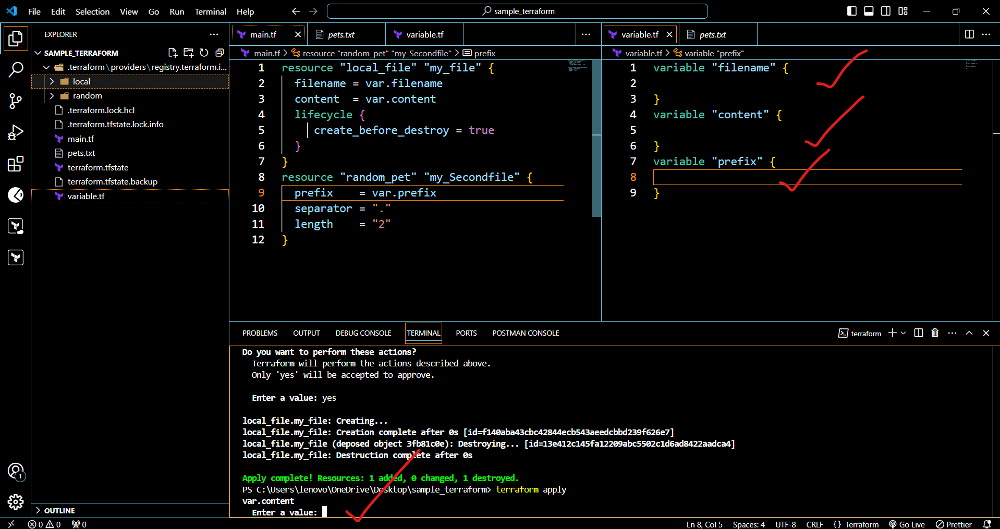 File Edit Selection View Go Run Terminal Help
sample_terraform
EXPLORER
SAMPLE_TERRAFORM
.terraform\providers\registry.terraform.i...
local
random
.terraform.lock.hcl
.terraform.tfstate.lock.info
main.tf
pets.txt
terraform.tfstate
terraform.tfstate.backup
variable.tf
OUTLINE
main.tf pets.txt variable.tf
main.tf > resource "random_pet" "my_Secondfile" > prefix
1 resource "local_file" "my_file" {
2 filename = var.filename
3 content = var.content
4 lifecycle {
5 create_before_destroy = true
6 }
7 }
8 resource "random_pet" "my_Secondfile" {
9 prefix = var.prefix
10 separator = "."
11 length = "2"
12 }
variable.tf pets.txt
variable.tf > variable "prefix"
1 variable "filename" {
2
3 }
4 variable "content" {
5
6 }
7 variable "prefix" {
8
9 }
PROBLEMS OUTPUT DEBUG CONSOLE TERMINAL PORTS POSTMAN CONSOLE
terraform
Do you want to perform these actions?
Terraform will perform the actions described above.
Only 'yes' will be accepted to approve.
Enter a value: yes
local_file.my_file: Creating...
local_file.my_file: Creation complete after 0s [id=f140aba43cbc42844ecb543aeedcbbd239f626e7]
local_file.my_file (deposed object 3fb81c0e): Destroying... [id=13e412c145fa12209abc5502c1d6ad8422aadca4]
local_file.my_file: Destruction complete after 0s
Apply complete! Resources: 1 added, 0 changed, 1 destroyed.
PS C:\Users\lenovo\OneDrive\Desktop\sample_terraform> terraform apply
var.content
Enter a value:
1
0 0 0
Ln 8, Col 5 Spaces: 4 UTF-8 CRLF {} Terraform Go Live Prettier